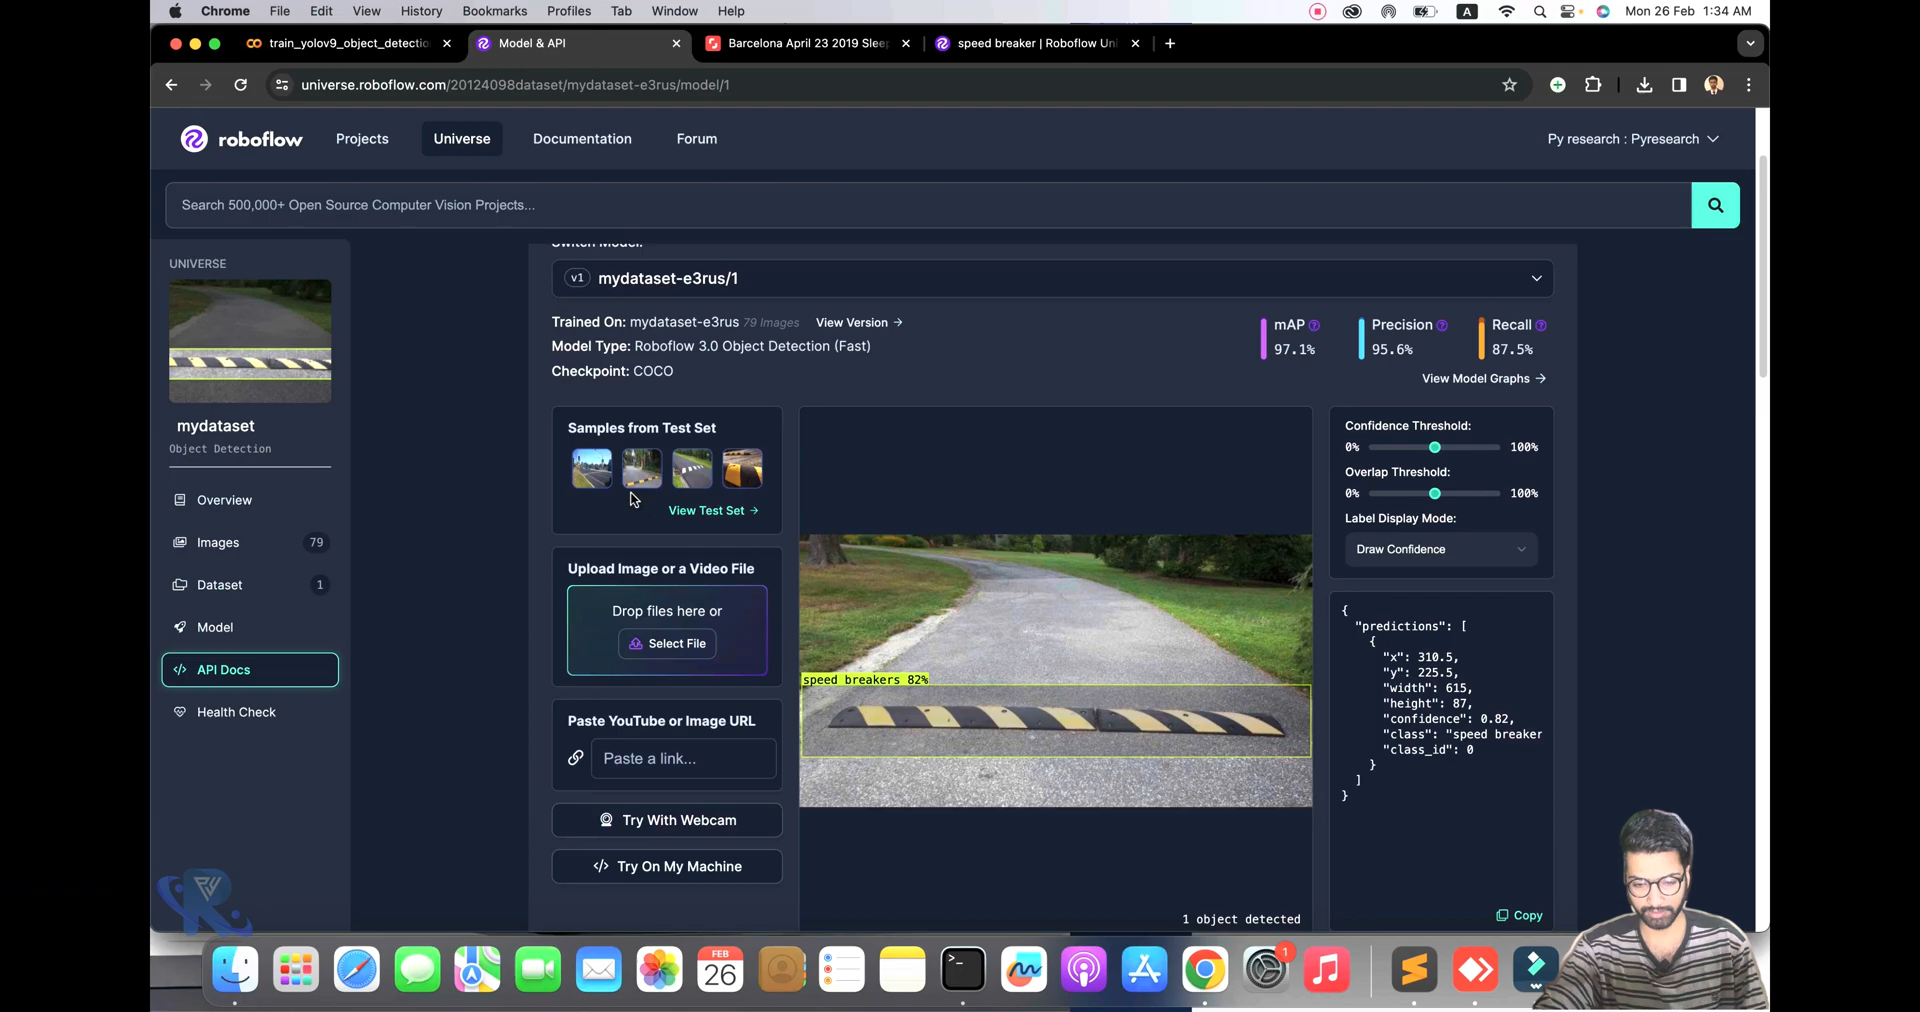 Chrome File Edit View History Bookmarks Profiles Tab Window Help
A
Mon 26 Feb 1:34 AM
train_yolov9_object_detectio
Model & API
Barcelona April 23 2019 Slee
speed breaker | Roboflow Un
universe.roboflow.com/20124098dataset/mydataset-e3rus/model/1
roboflow
Projects
Universe
Documentation
Forum
Py research : Pyresearch
Search 500,000+ Open Source Computer Vision Projects...
UNIVERSE
mydataset
Object Detection
Overview
Images 79
Dataset 1
Model
API Docs
Health Check
Switch Model:
v1 mydataset-e3rus/1
Trained On: mydataset-e3rus 79 Images View Version →
Model Type: Roboflow 3.0 Object Detection (Fast)
Checkpoint: COCO
mAP ?
97.1%
Precision ?
95.6%
Recall ?
87.5%
View Model Graphs →
Samples from Test Set
View Test Set →
Upload Image or a Video File
Drop files here or
Select File
Paste YouTube or Image URL
Paste a link...
Try With Webcam
</> Try On My Machine
speed breakers 82%
1 object detected
Confidence Threshold:
0% 100%
Overlap Threshold:
0% 100%
Label Display Mode:
Draw Confidence
{
"predictions": [
{
"x": 310.5,
"y": 225.5,
"width": 615,
"height": 87,
"confidence": 0.82,
"class": "speed breaker
"class_id": 0
}
]
}
Copy
FEB
26
1